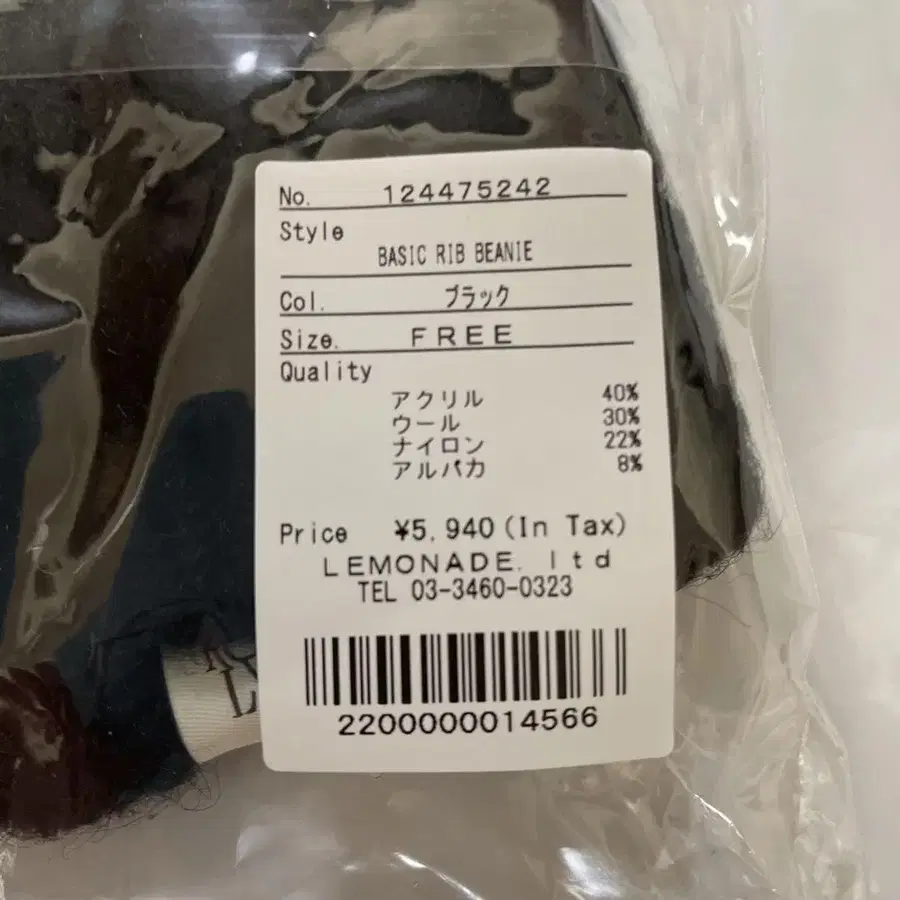 No. 124475242
Style
BASIC RIB BEANIE
Col. ブラック
Size. FREE
Quality
アクリル 40%
ウール 30%
ナイロン 22%
アルパカ 8%
Price ¥5,940(In Tax)
LEMONADE. ltd
TEL 03-3460-0323
2200000014566